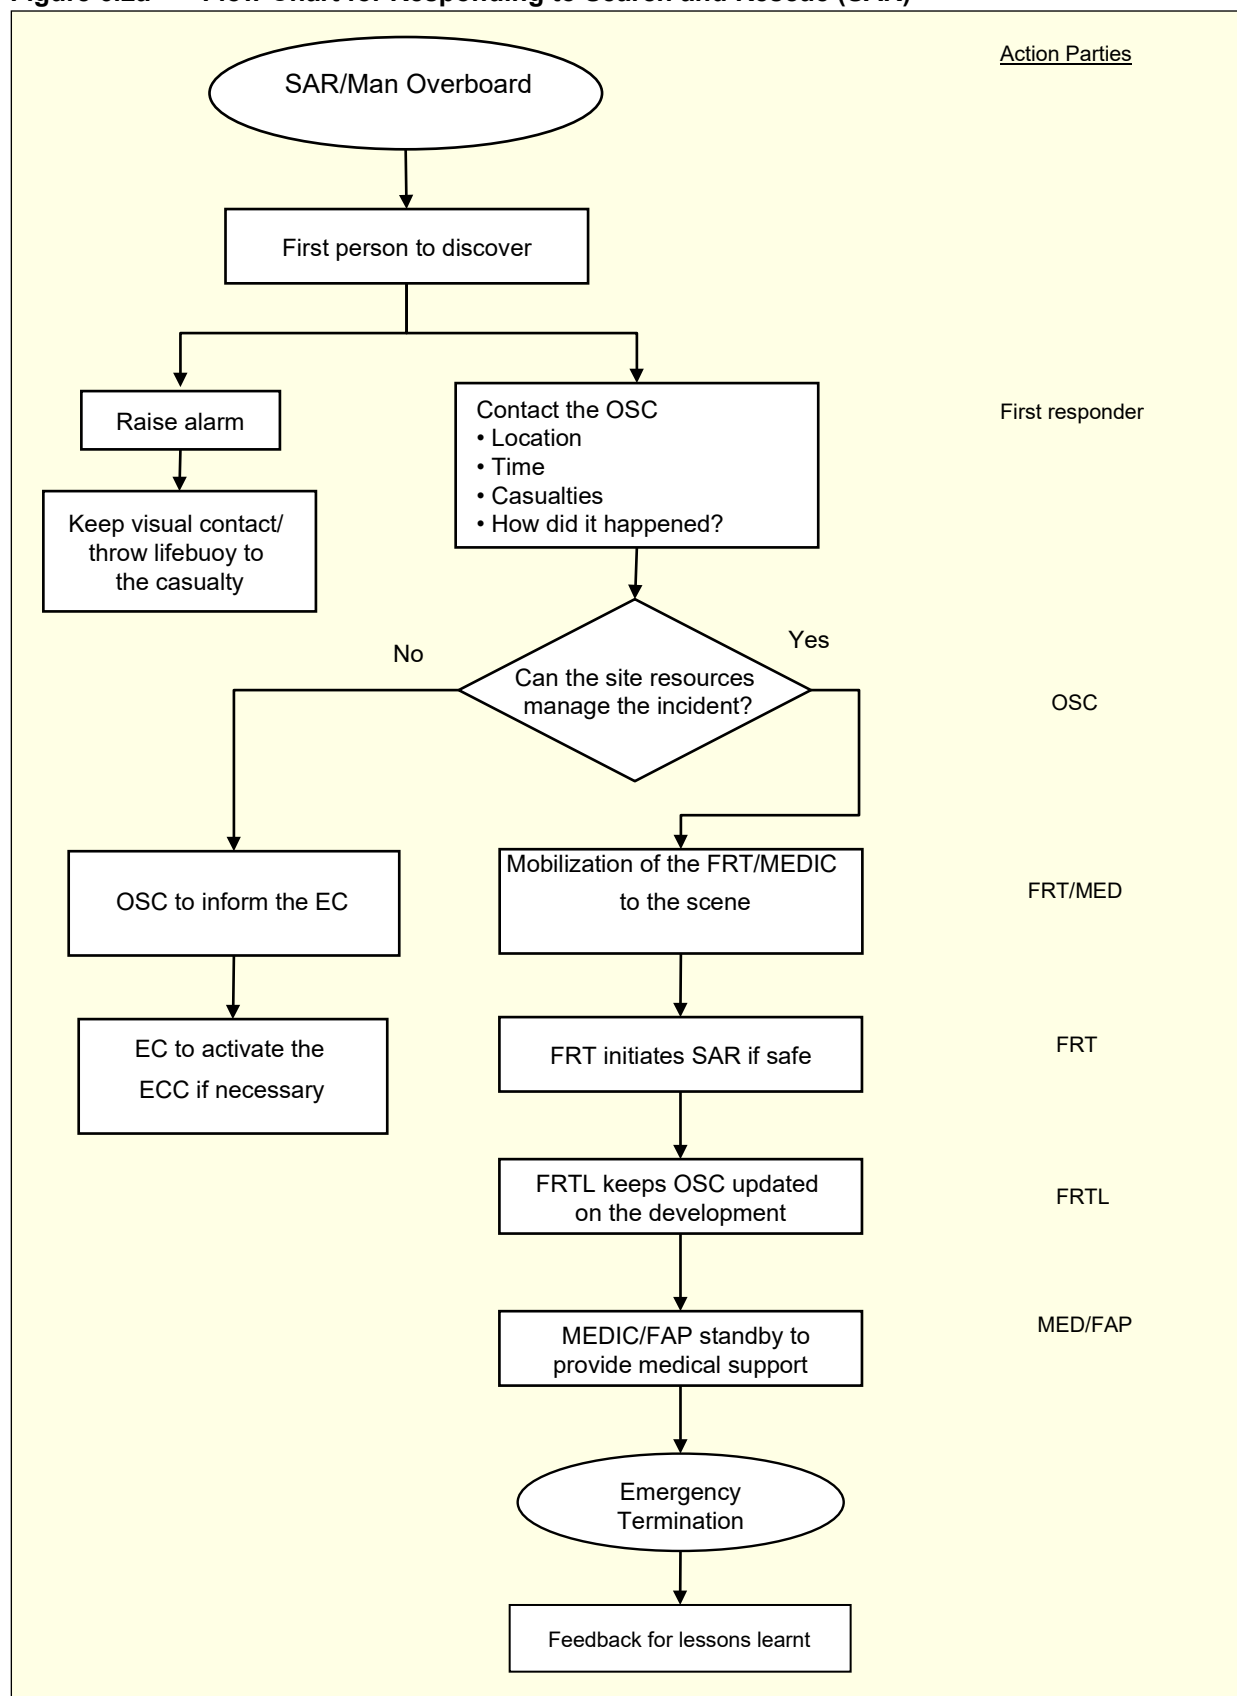 Action Parties
SAR/Man Overboard
First person to discover
Raise alarm
Contact the OSC
• Location
• Time
• Casualties
• How did it happened?
First responder
Keep visual contact/
throw lifebuoy to
the casualty
No
Yes
Can the site resources
manage the incident?
OSC
OSC to inform the EC
Mobilization of the FRT/MEDIC
to the scene
FRT/MED
EC to activate the
ECC if necessary
FRT initiates SAR if safe
FRT
FRTL keeps OSC updated
on the development
FRTL
MEDIC/FAP standby to
provide medical support
MED/FAP
Emergency
Termination
Feedback for lessons learnt